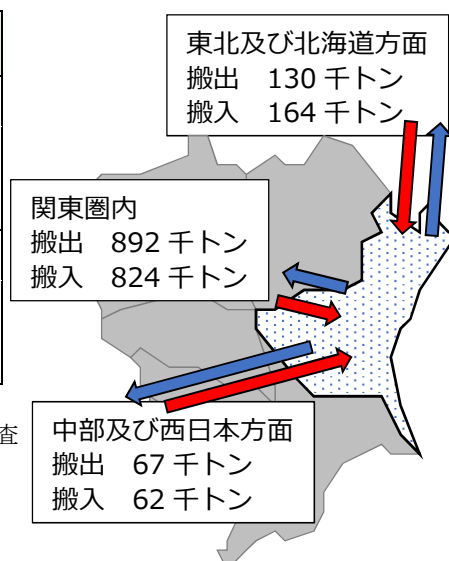 東北及び北海道方面
搬出 130 千トン
搬入 164 千トン
関東圏内
搬出 892 千トン
搬入 824 千トン
査
中部及び西日本方面
搬出 67 千トン
搬入 62 千トン